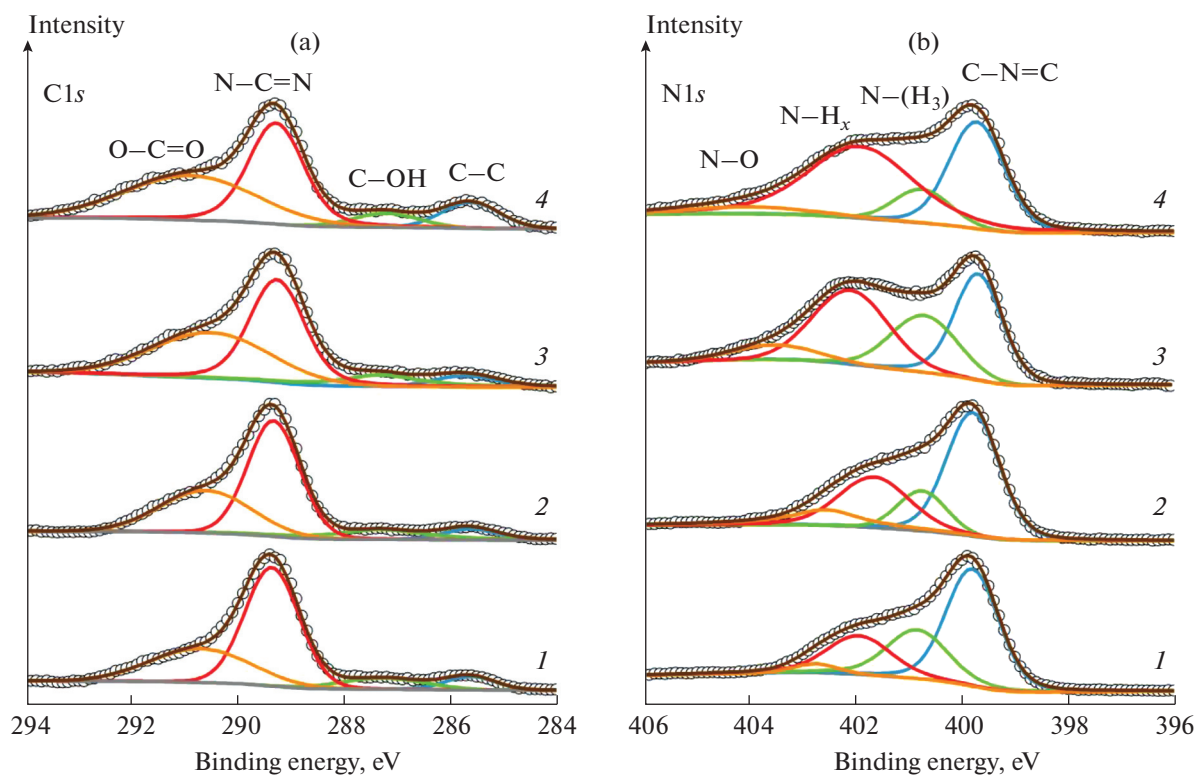 Intensity
(a)
C1s
O–C=O
N–C=N
C–OH
C–C
4
3
2
1
294 292 290 288 286 284
Binding energy, eV
Intensity
(b)
N1s
N–O
N–Hₓ
N–(H₃)
C–N=C
4
3
2
1
406 404 402 400 398 396
Binding energy, eV